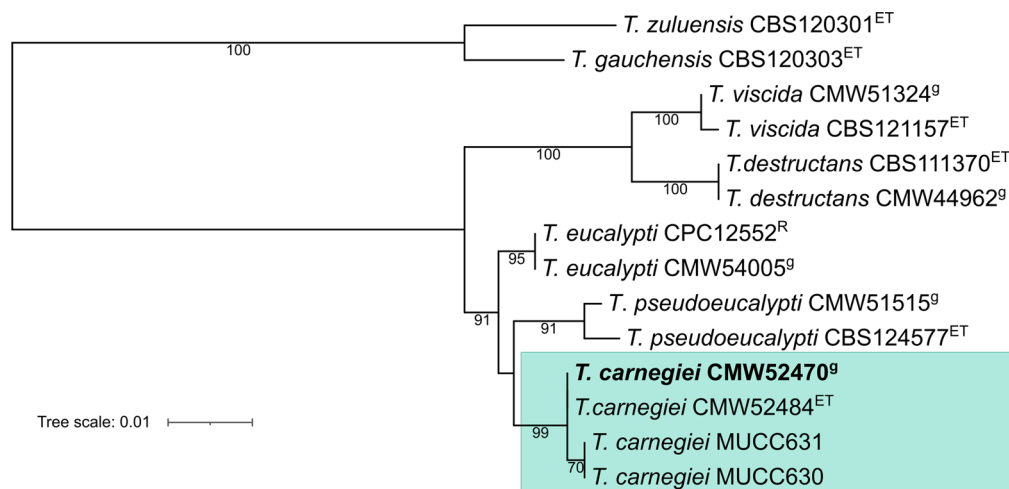 T. zuluensis CBS120301ET
100
T. gauchensis CBS120303ET
T. viscida CMW51324g
100
T. viscida CBS121157ET
100
T.destructans CBS111370ET
100
T. destructans CMW44962g
T. eucalypti CPC12552R
95
T. eucalypti CMW54005g
T. pseudoeucalypti CMW51515g
91
91
T. pseudoeucalypti CBS124577ET
T. carnegiei CMW52470g
T.carnegiei CMW52484ET
Tree scale: 0.01
99
T. carnegiei MUCC631
70
T. carnegiei MUCC630